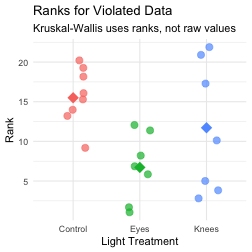 Ranks for Violated Data
Kruskal-Wallis uses ranks, not raw values
Rank
20
15
10
5
Control
Eyes
Knees
Light Treatment